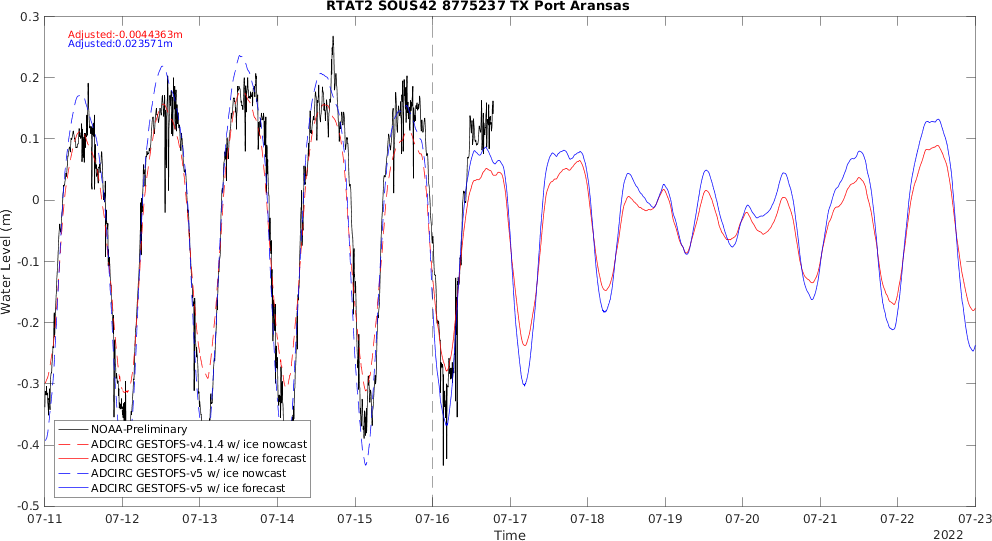 RTAT2 SOUS42 8775237 TX Port Aransas
Adjusted:-0.0044363m
Adjusted:0.023571m
0.3
0.2
0.1
0
-0.1
-0.2
-0.3
-0.4
-0.5
Water Level (m)
NOAA-Preliminary
ADCIRC GESTOFS-v4.1.4 w/ ice nowcast
ADCIRC GESTOFS-v4.1.4 w/ ice forecast
ADCIRC GESTOFS-v5 w/ ice nowcast
ADCIRC GESTOFS-v5 w/ ice forecast
07-11 07-12 07-13 07-14 07-15 07-16 07-17 07-18 07-19 07-20 07-21 07-22 07-23
Time
2022